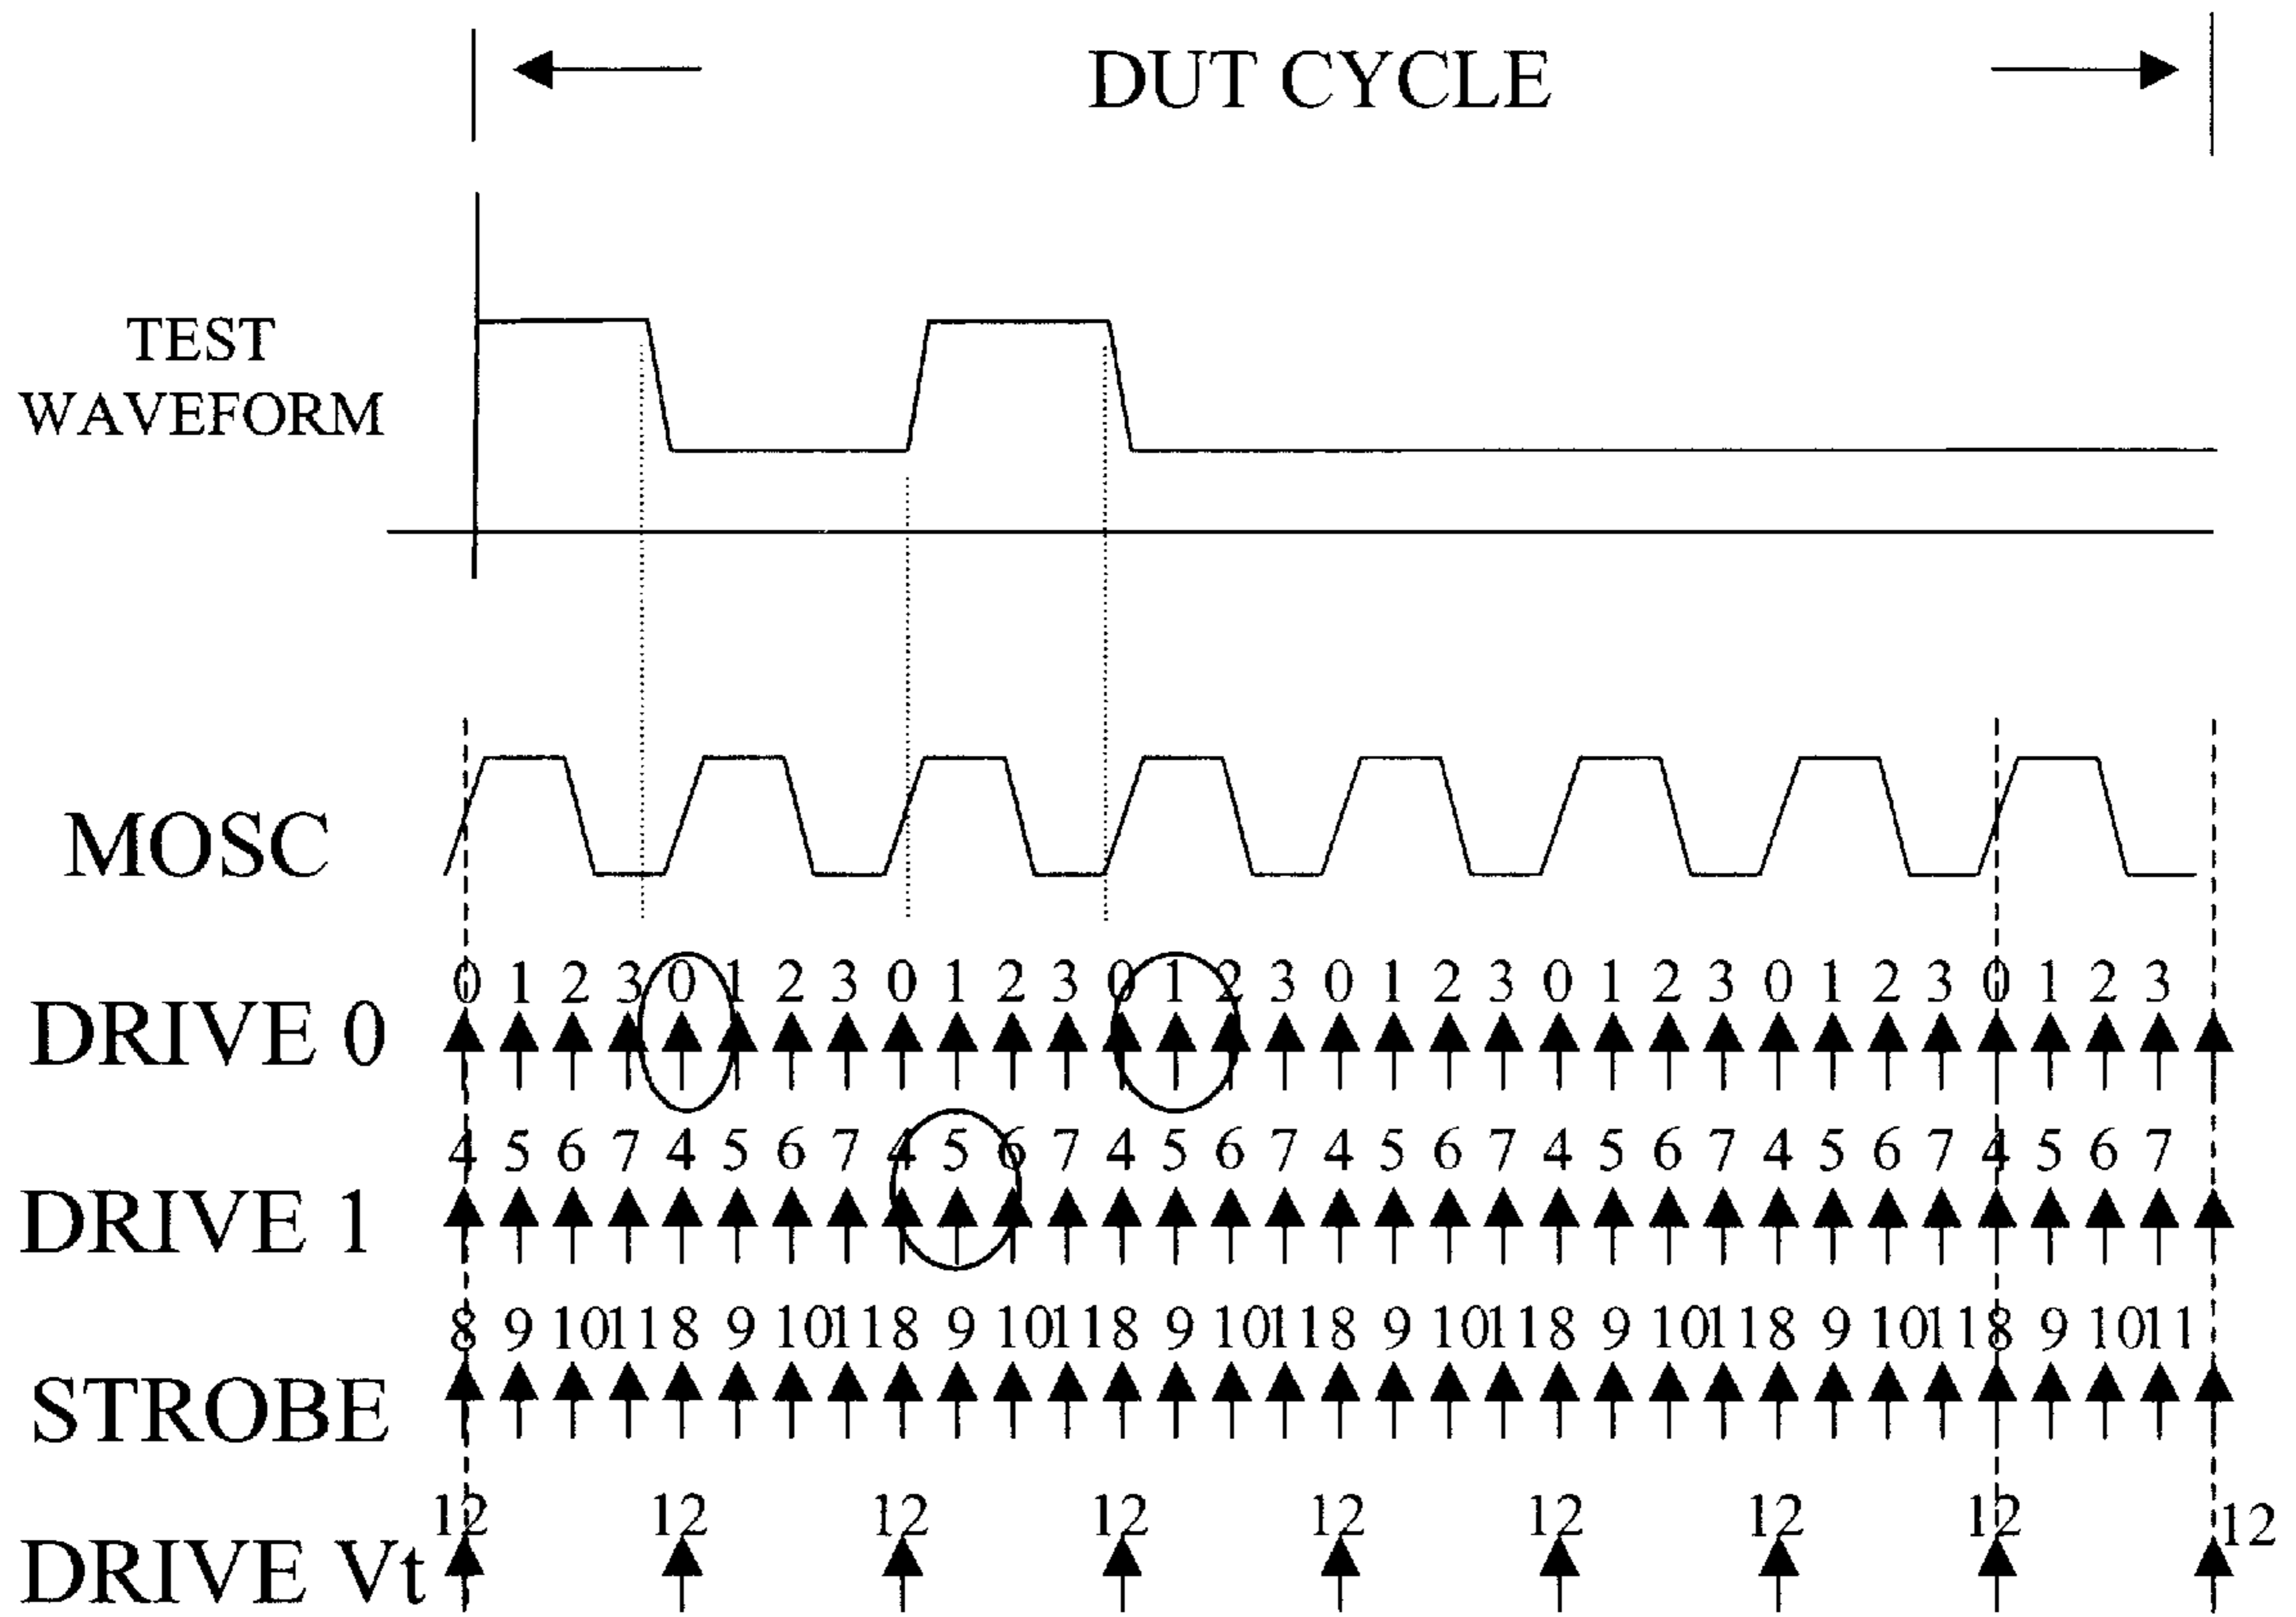 DUT CYCLE
TEST
WAVEFORM
MOSC
0 1 2 3 0 1 2 3 0 1 2 3 0 1 2 3 0 1 2 3 0 1 2 3 0 1 2 3 0 1 2 3
DRIVE 0
4 5 6 7 4 5 6 7 4 5 6 7 4 5 6 7 4 5 6 7 4 5 6 7 4 5 6 7 4 5 6 7
DRIVE 1
8 9 10 11 8 9 10 11 8 9 10 11 8 9 10 11 8 9 10 11 8 9 10 11 8 9 10 11 8 9 10 11
STROBE
12 12 12 12 12 12 12 12 12
DRIVE Vt